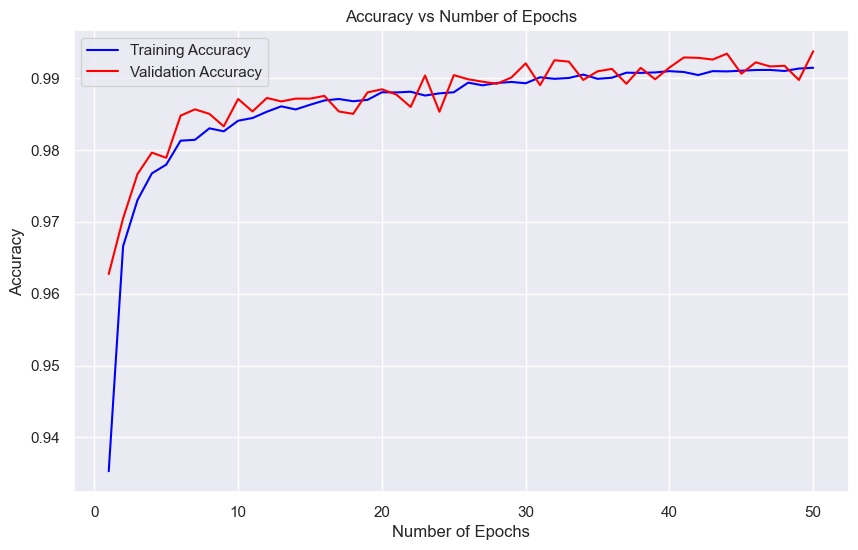 Accuracy vs Number of Epochs
Training Accuracy
Validation Accuracy
0.99
0.98
0.97
0.96
0.95
0.94
Accuracy
0 10 20 30 40 50
Number of Epochs